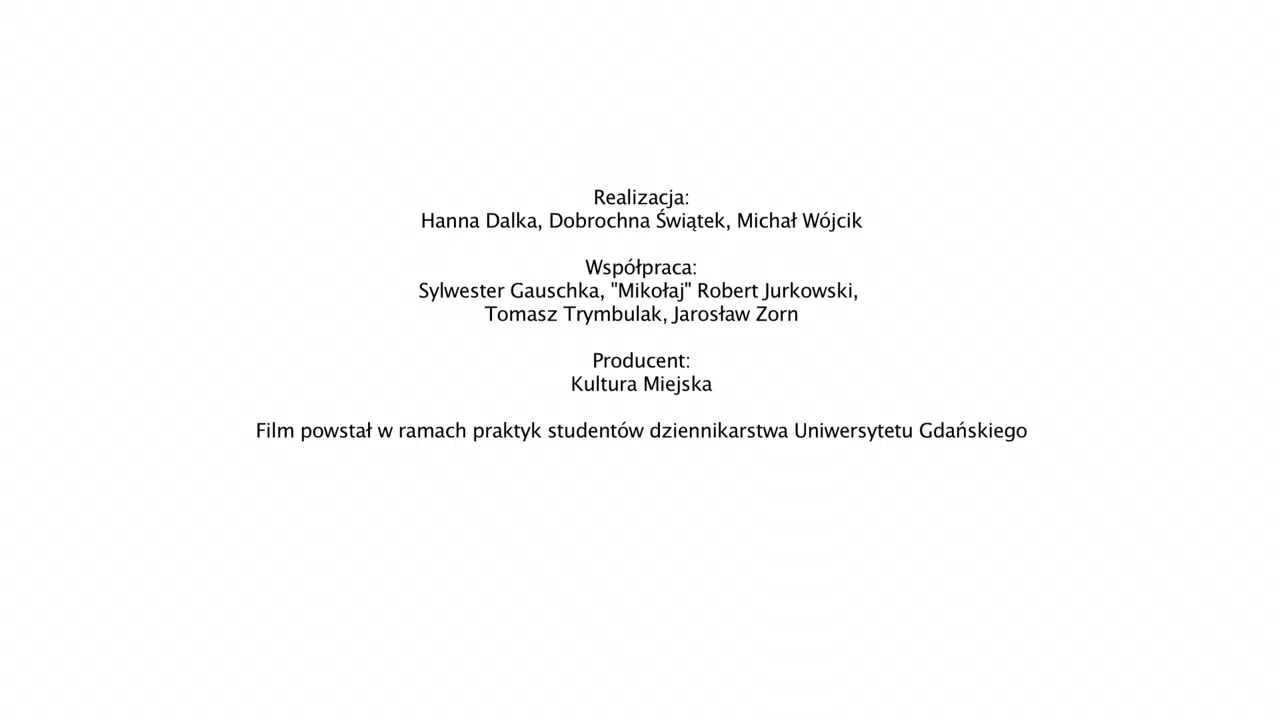 Realizacja:
Hanna Dalka, Dobrochna Świątek, Michał Wójcik
Współpraca:
Sylwester Gauschka, "Mikołaj" Robert Jurkowski,
Tomasz Trymbulak, Jarosław Zorn
Producent:
Kultura Miejska
Film powstał w ramach praktyk studentów dziennikarstwa Uniwersytetu Gdańskiego